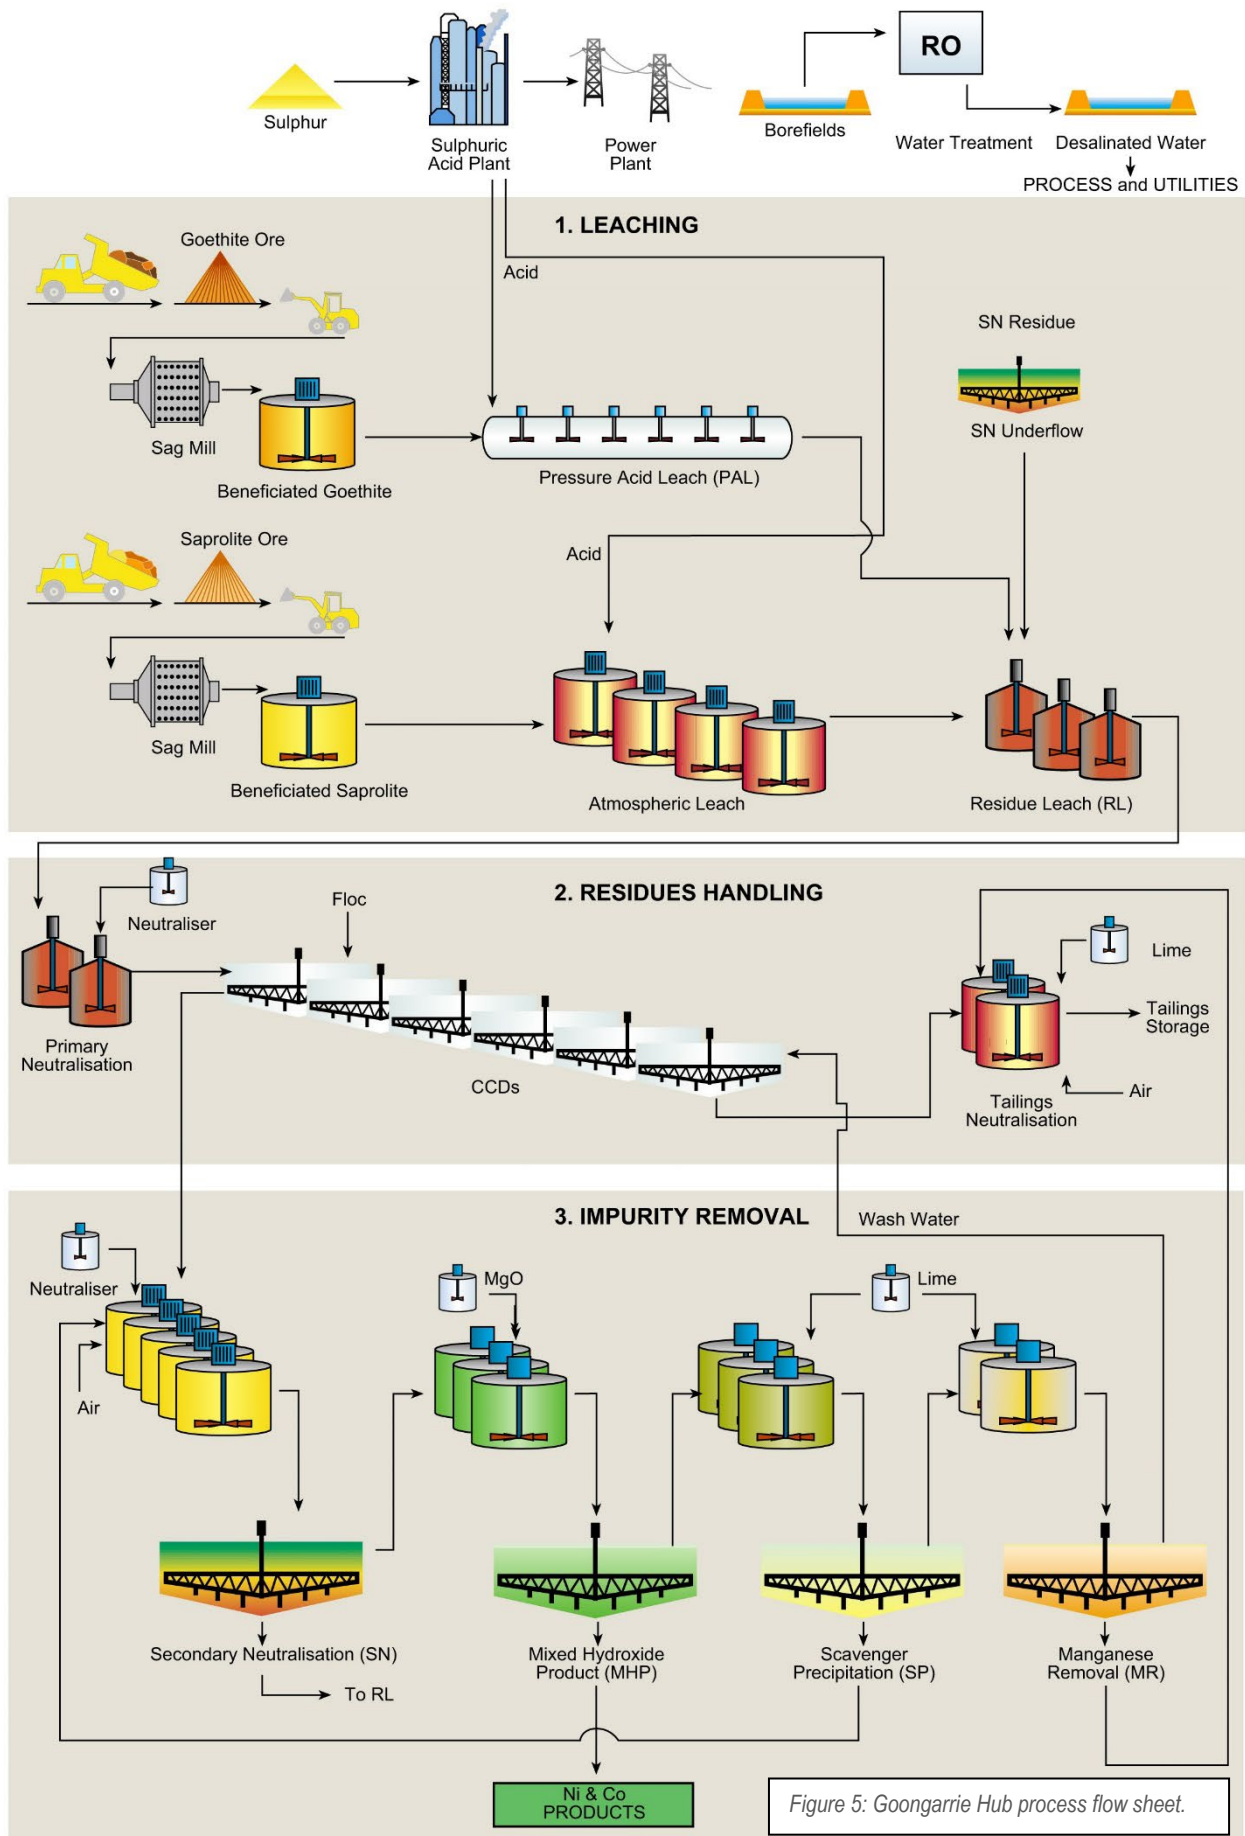 RO
Sulphur
Sulphuric
Acid Plant
Power
Plant
Borefields
Water Treatment
Desalinated Water
PROCESS and UTILITIES
1. LEACHING
Goethite Ore
Acid
SN Residue
Sag Mill
SN Underflow
Beneficiated Goethite
Pressure Acid Leach (PAL)
Saprolite Ore
Acid
Sag Mill
Beneficiated Saprolite
Atmospheric Leach
Residue Leach (RL)
2. RESIDUES HANDLING
Neutraliser
Floc
Lime
Tailings
Storage
Primary
Neutralisation
CCDs
Air
Tailings
Neutralisation
3. IMPURITY REMOVAL
Wash Water
Neutraliser
MgO
Lime
Air
Secondary Neutralisation (SN)
To RL
Mixed Hydroxide
Product (MHP)
Scavenger
Precipitation (SP)
Manganese
Removal (MR)
Ni & Co
PRODUCTS
Figure 5: Goongarrie Hub process flow sheet.